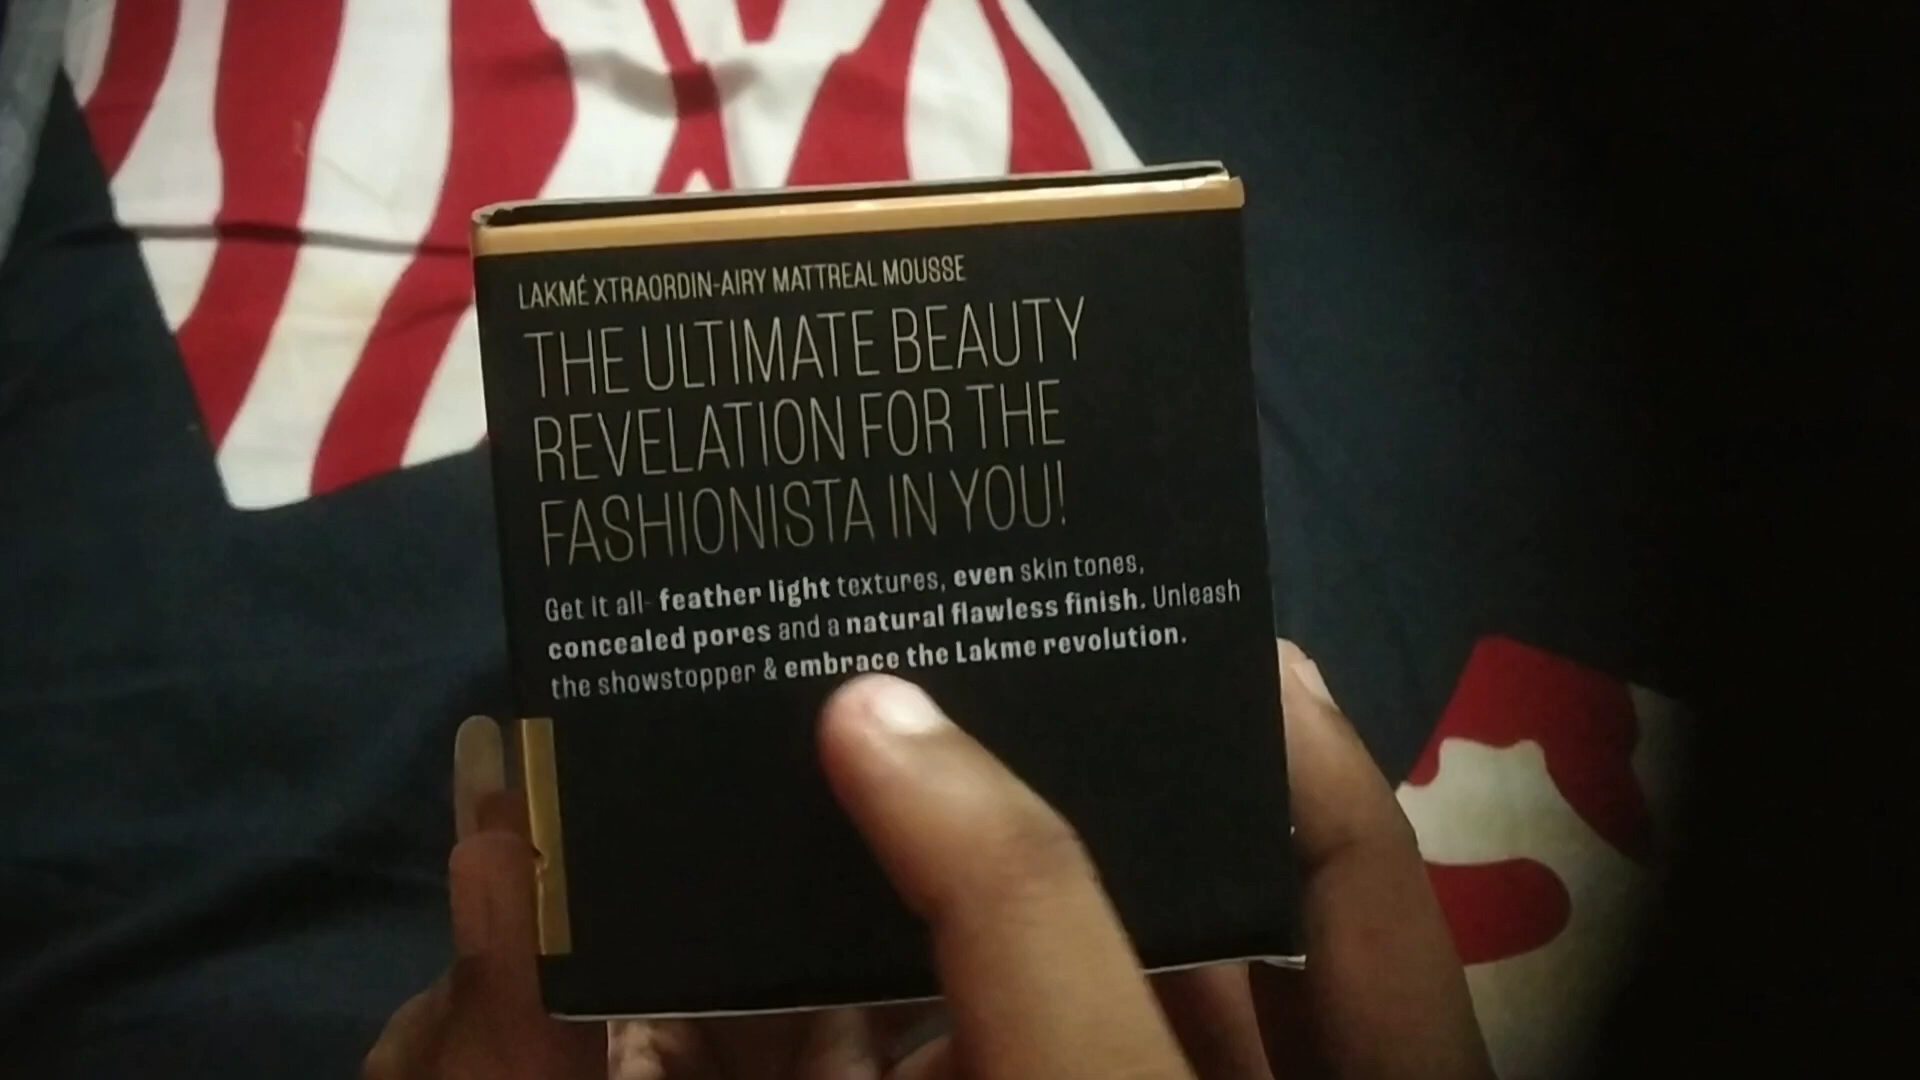 LAKMÉ XTRAORDIN-AIRY MATTREAL MOUSSE
THE ULTIMATE BEAUTY
REVELATION FOR THE
FASHIONISTA IN YOU!
Get it all- feather light textures, even skin tones,
concealed pores and a natural flawless finish. Unleash
the showstopper & embrace the Lakme revolution.